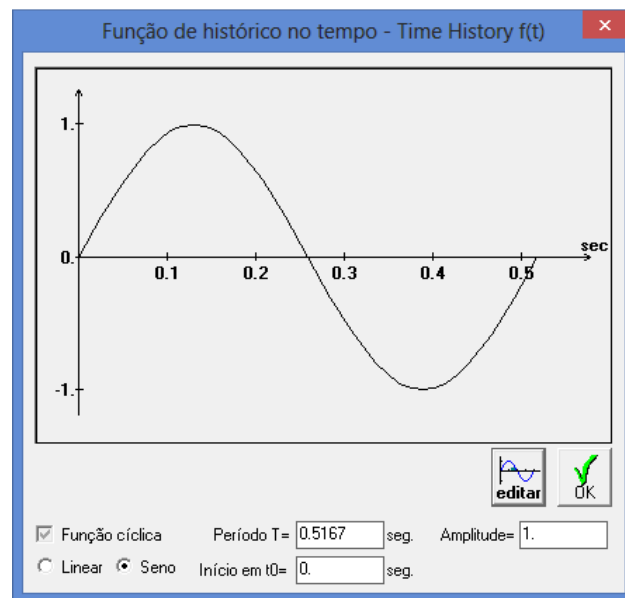 Função de histórico no tempo - Time History f(t)
1.
0.
sec
0.1 0.2 0.3 0.4 0.5
-1.
editar OK
Função cíclica Período T= 0.5167 seg. Amplitude= 1.
Linear Seno Início em t0= 0. seg.